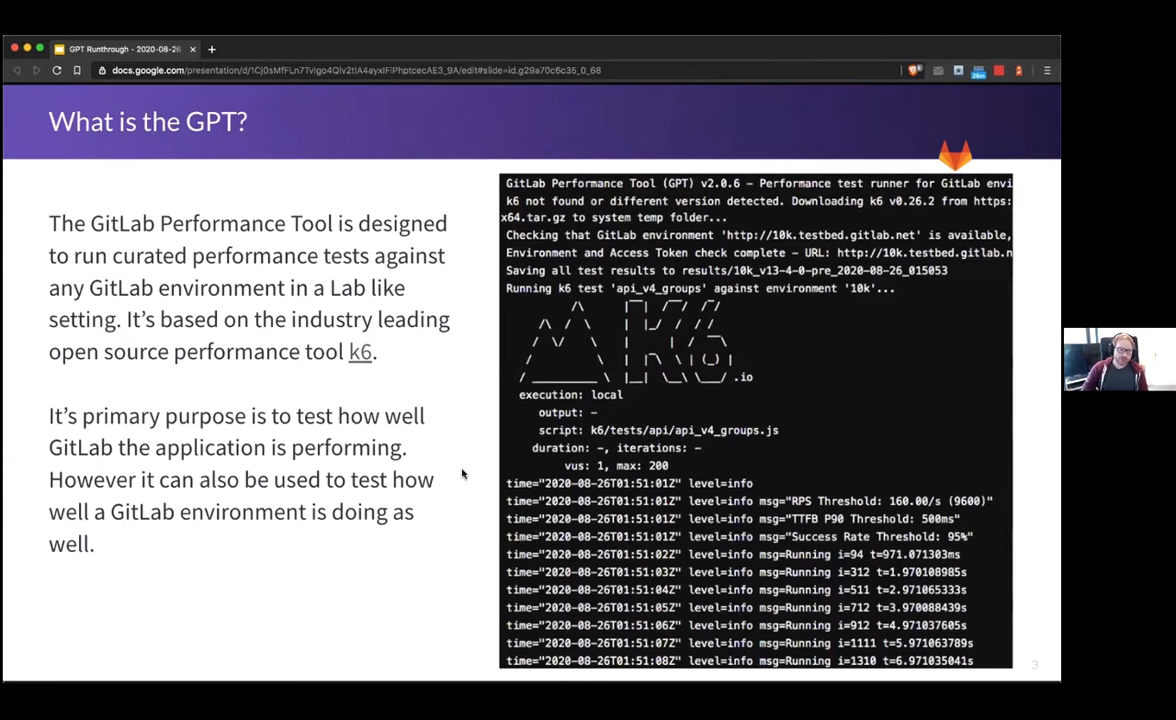 GPT Runthrough - 2020-08-26
What is the GPT?
The GitLab Performance Tool is designed
to run curated performance tests against
any GitLab environment in a Lab like
setting. It's based on the industry leading
open source performance tool k6.
It's primary purpose is to test how well
GitLab the application is performing.
However it can also be used to test how
well a GitLab environment is doing as
well.
GitLab Performance Tool (GPT) v2.0.6 - Performance test runner for GitLab envi
k6 not found or different version detected. Downloading k6 v0.26.2 from https:
x64.tar.gz to system temp folder...
Checking that GitLab environment 'http://10k.testbed.gitlab.net' is available,
Environment and Access Token check complete - URL: http://10k.testbed.gitlab.n
Saving all test results to results/10k_v13-4-0-pre_2020-08-26_015053
Running k6 test 'api_v4_groups' against environment '10k'...
.io
execution: local
output: -
script: k6/tests/api/api_v4_groups.js
duration: -, iterations: -
vus: 1, max: 200
time="2020-08-26T01:51:01Z" level=info
time="2020-08-26T01:51:01Z" level=info msg="RPS Threshold: 160.00/s (9600)"
time="2020-08-26T01:51:01Z" level=info msg="TTFB P90 Threshold: 500ms"
time="2020-08-26T01:51:01Z" level=info msg="Success Rate Threshold: 95%"
time="2020-08-26T01:51:02Z" level=info msg=Running i=94 t=971.071303ms
time="2020-08-26T01:51:03Z" level=info msg=Running i=312 t=1.970108985s
time="2020-08-26T01:51:04Z" level=info msg=Running i=511 t=2.971065333s
time="2020-08-26T01:51:05Z" level=info msg=Running i=712 t=3.970088439s
time="2020-08-26T01:51:06Z" level=info msg=Running i=912 t=4.971037605s
time="2020-08-26T01:51:07Z" level=info msg=Running i=1111 t=5.971063789s
time="2020-08-26T01:51:08Z" level=info msg=Running i=1310 t=6.971035041s
3